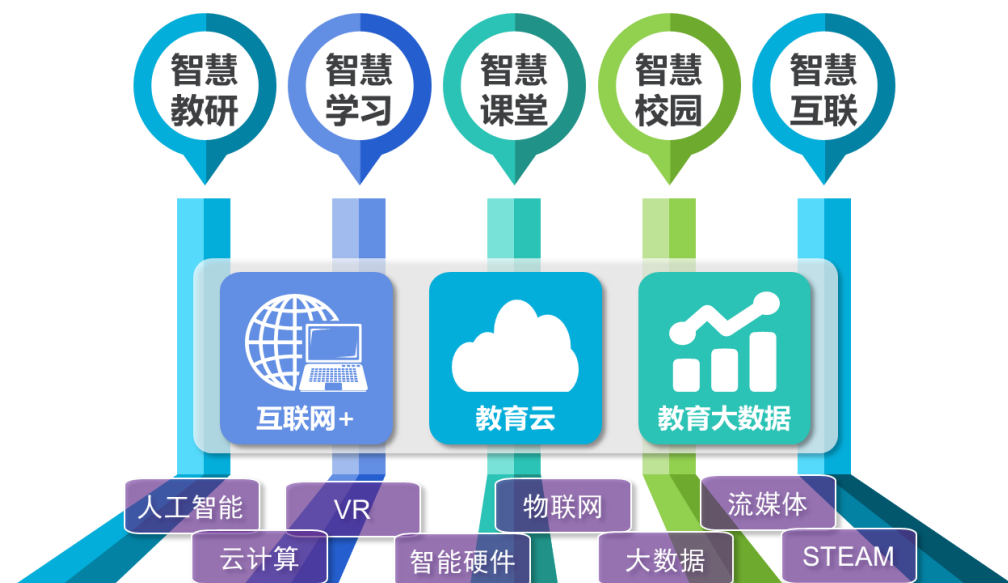 智慧
教研
智慧
学习
智慧
课堂
智慧
校园
智慧
互联
互联网+
教育云
教育大数据
人工智能
VR
物联网
流媒体
云计算
智能硬件
大数据
STEAM